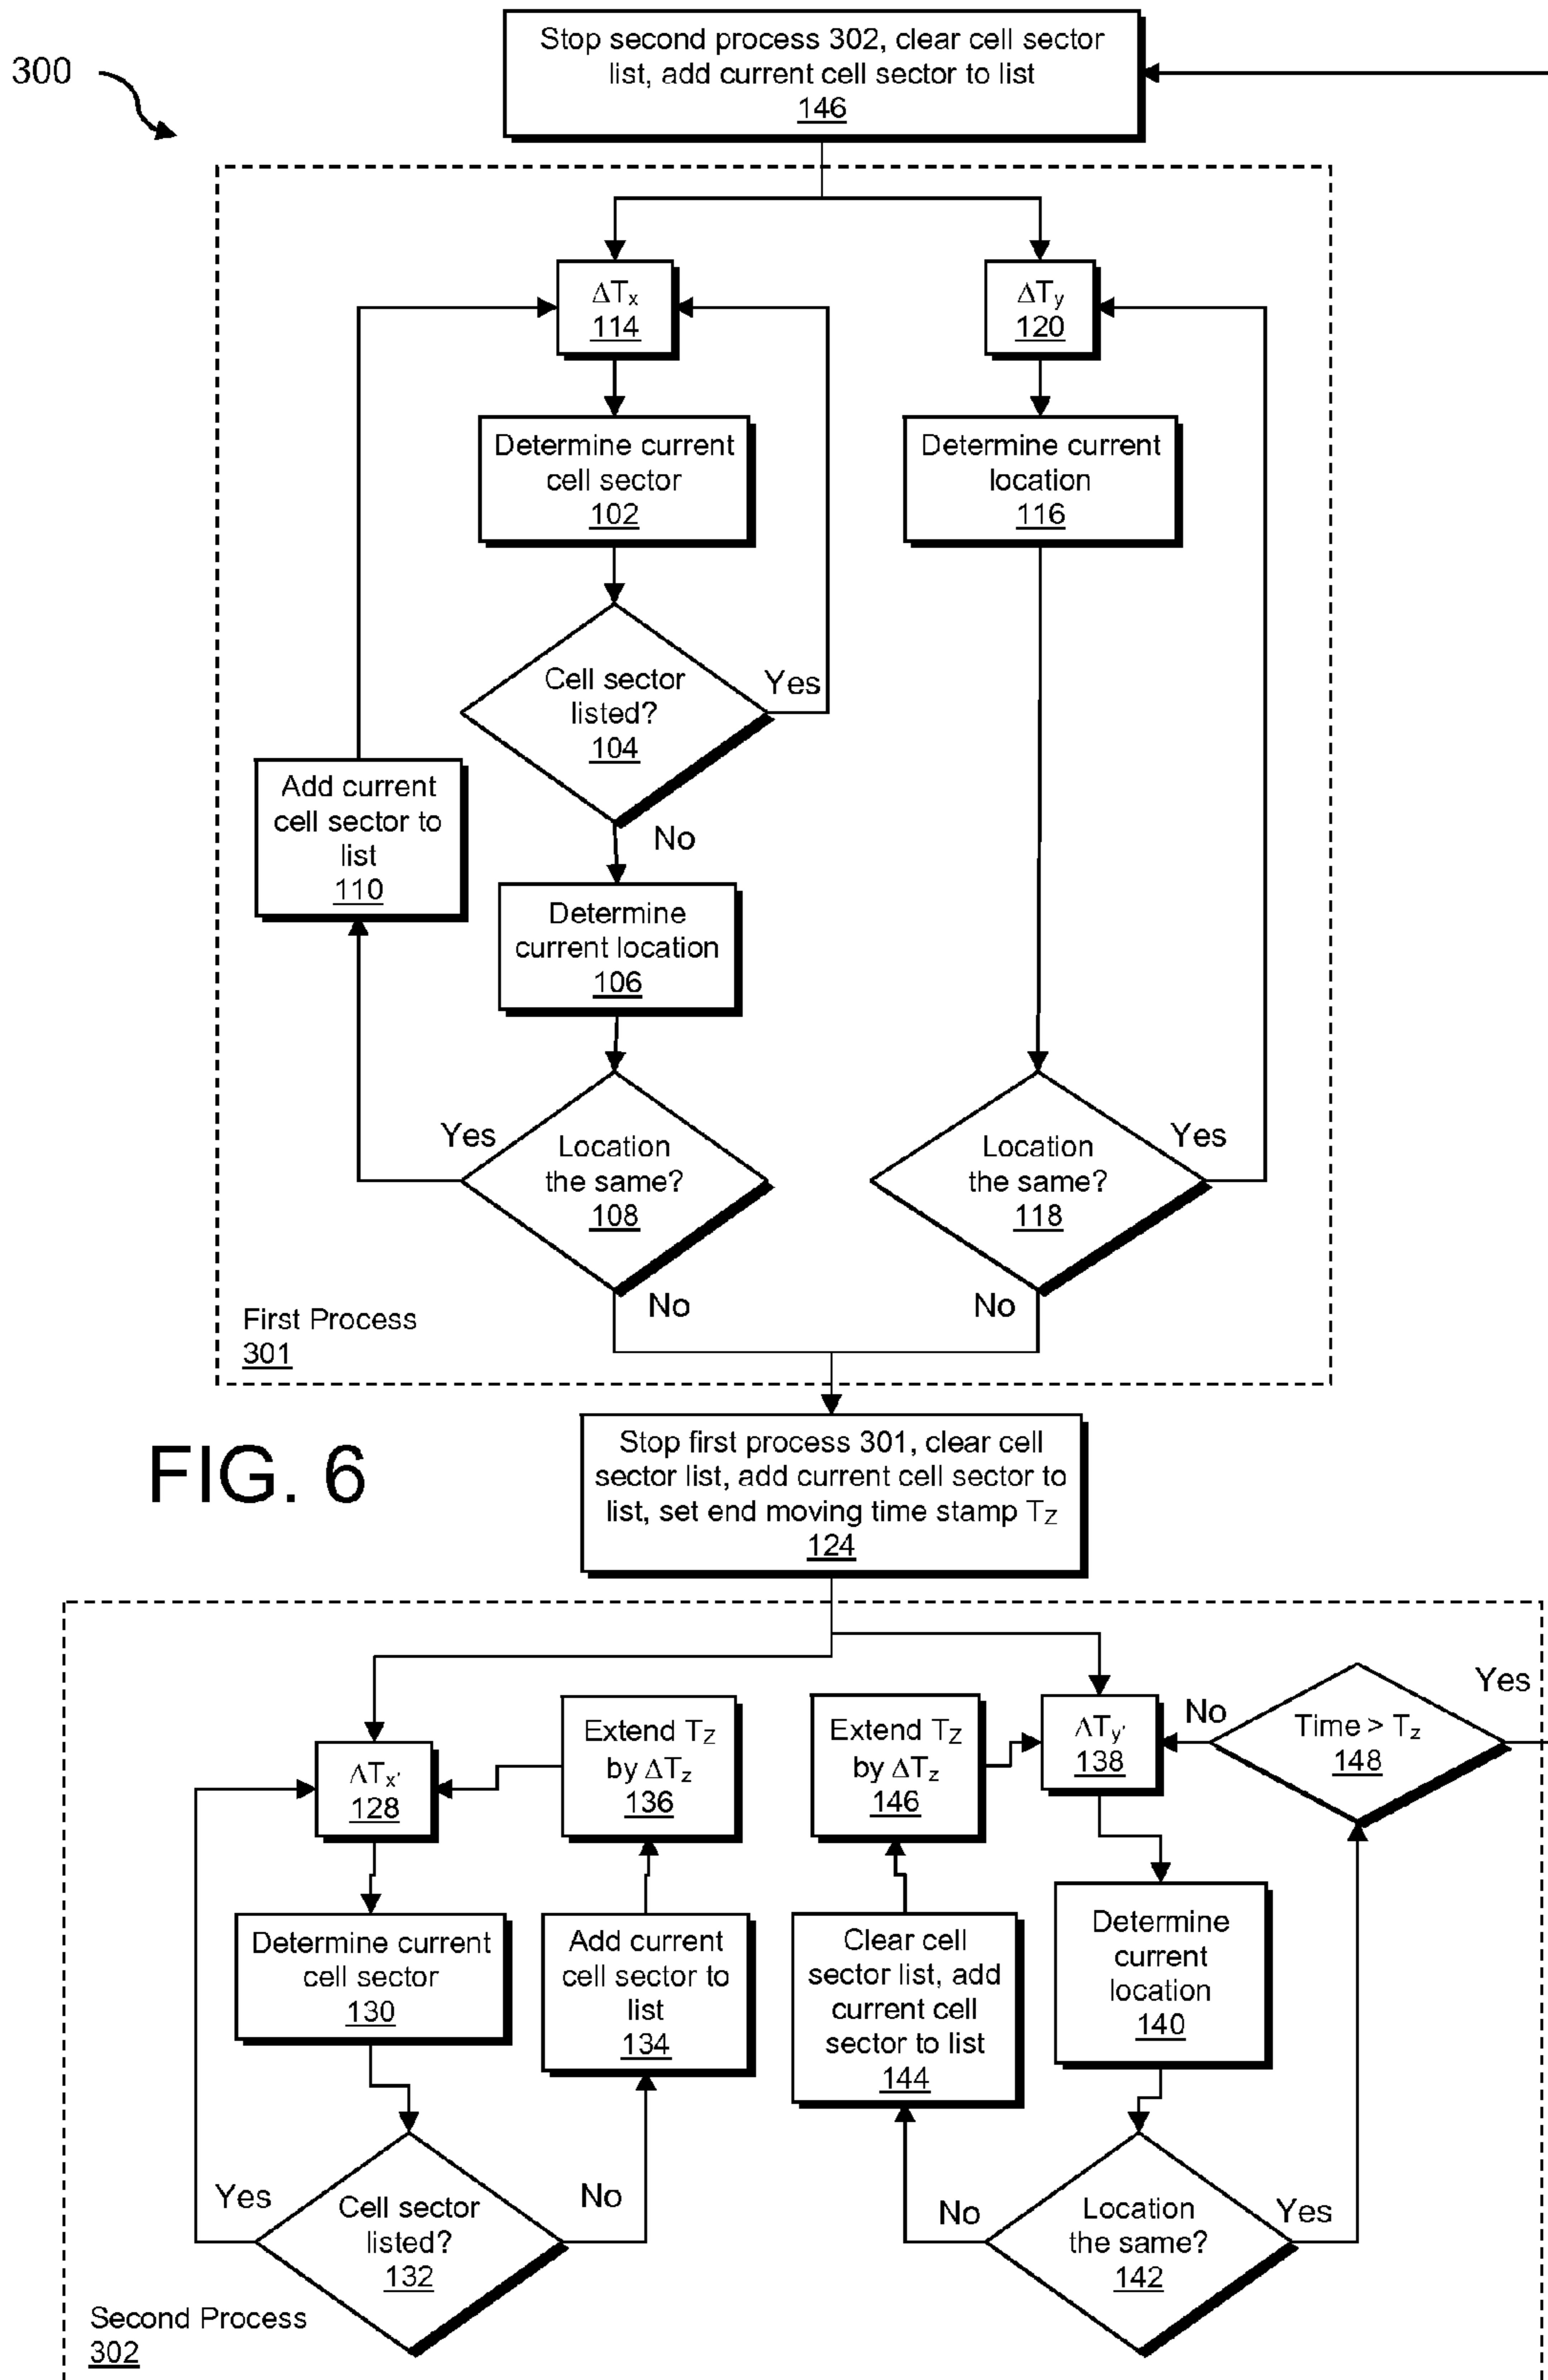 300
Stop second process 302, clear cell sector
list, add current cell sector to list
146
ΔTx
114
ΔTy
120
Determine current
cell sector
102
Determine current
location
116
Cell sector
listed?
104
Yes
No
Add current
cell sector to
list
110
Determine
current location
106
Yes
Location
the same?
108
No
Location
the same?
118
Yes
No
First Process
301
FIG. 6
Stop first process 301, clear cell
sector list, add current cell sector to
list, set end moving time stamp TZ
124
ΔTx'
128
Extend TZ
by ΔTz
136
Extend TZ
by ΔTz
146
ΔTy'
138
No
Time > Tz
148
Yes
Determine current
cell sector
130
Add current
cell sector to
list
134
Clear cell
sector list, add
current cell
sector to list
144
Determine
current
location
140
Yes
Cell sector
listed?
132
No
No
Location
the same?
142
Yes
Second Process
302